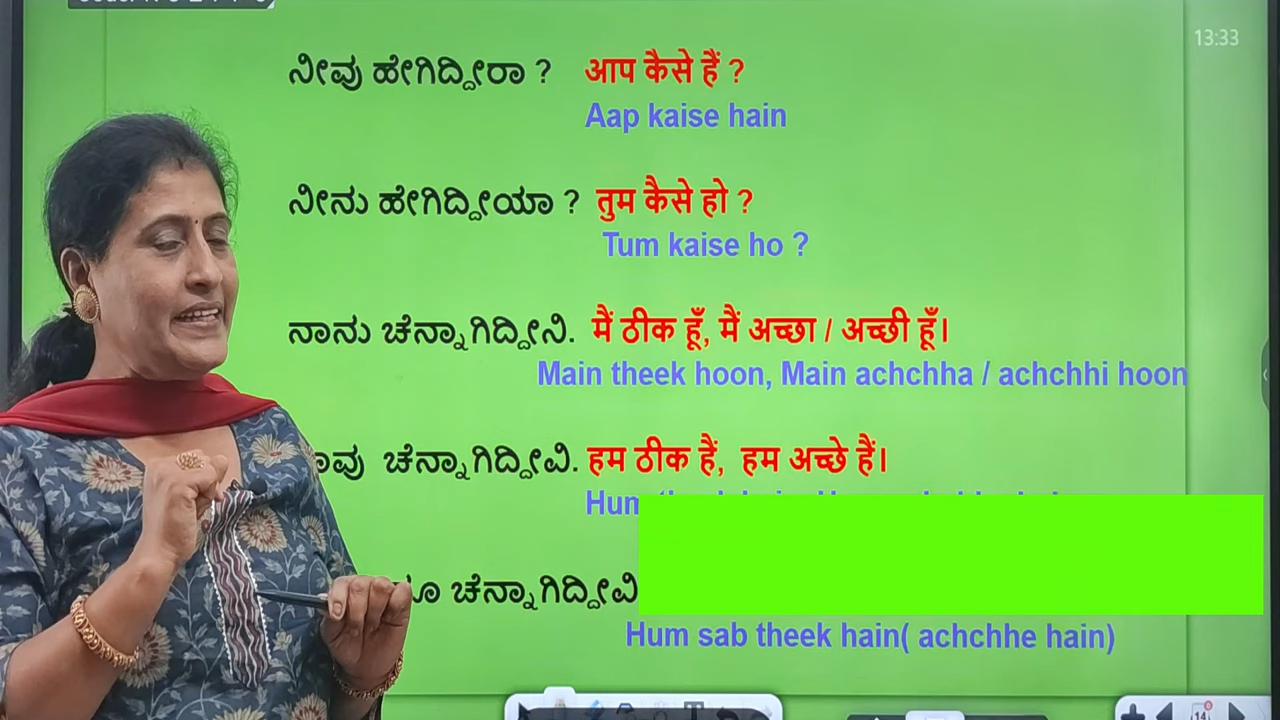 13:33
ನೀವು ಹೇಗಿದ್ದೀರಾ ? आप कैसे हैं ?
Aap kaise hain
ನೀನು ಹೇಗಿದ್ದೀಯಾ ? तुम कैसे हो ?
Tum kaise ho ?
ನಾನು ಚೆನ್ನಾಗಿದ್ದೀನಿ. मैं ठीक हूँ, मैं अच्छा / अच्छी हूँ।
Main theek hoon, Main achchha / achchhi hoon
ಚೆನ್ನಾಗಿದ್ದೀವಿ. हम ठीक हैं, हम अच्छे हैं।
Hum
ಚೆನ್ನಾಗಿದ್ದೀವಿ
Hum sab theek hain( achchhe hain)
14